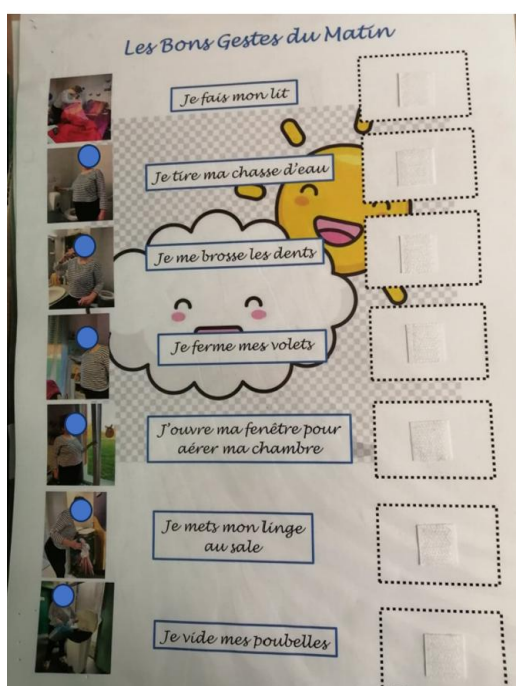 Les Bons Gestes du Matin
Je fais mon lit
Je tire ma chasse d'eau
Je me brosse les dents
Je ferme mes volets
J'ouvre ma fenêtre pour
aérer ma chambre
Je mets mon linge
au sale
Je vide mes poubelles